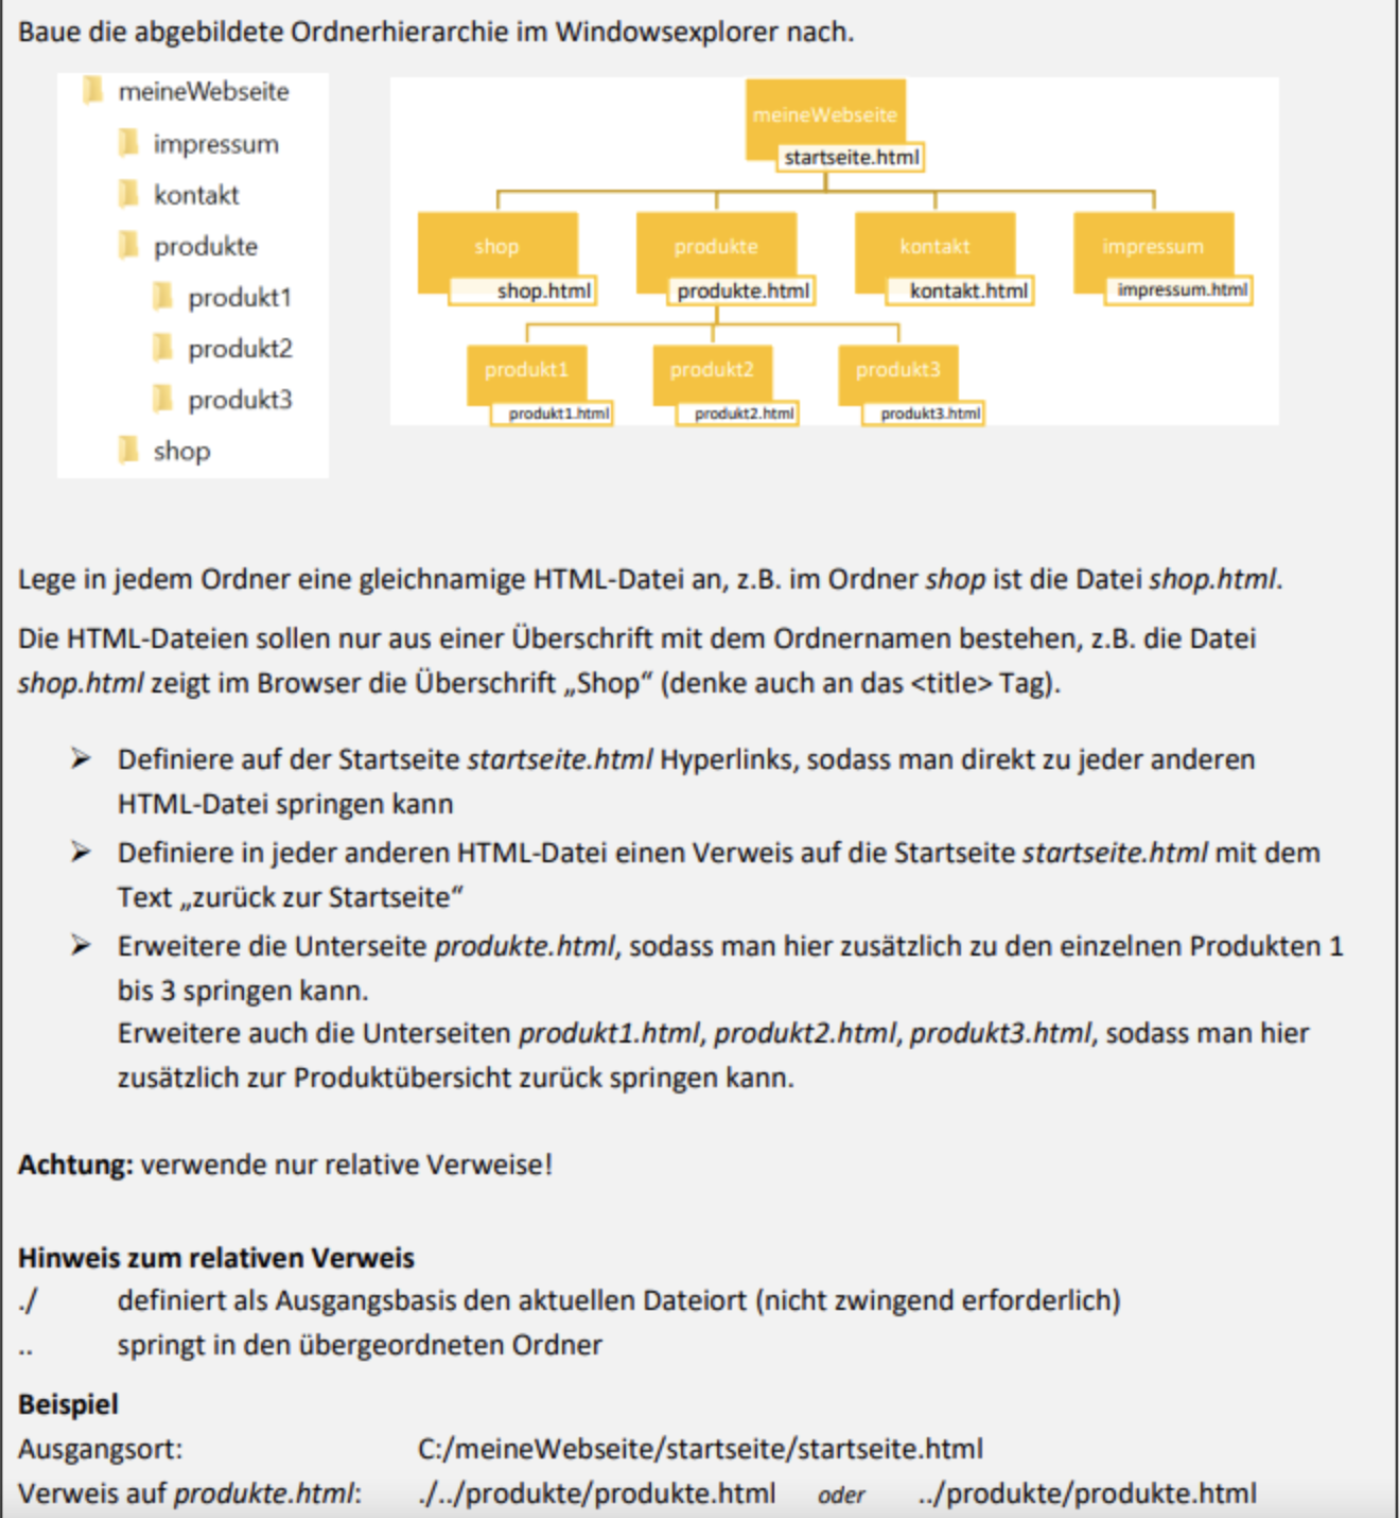 Baue die abgebildete Ordnerhierarchie im Windowsexplorer nach.
meineWebseite
impressum
kontakt
produkte
produkt1
produkt2
produkt3
shop
meineWebseite
startseite.html
shop
produkte
kontakt
impressum
shop.html
produkte.html
kontakt.html
impressum.html
produkt1
produkt2
produkt3
produkt1.html
produkt2.html
produkt3.html
Lege in jedem Ordner eine gleichnamige HTML-Datei an, z.B. im Ordner shop ist die Datei shop.html.
Die HTML-Dateien sollen nur aus einer Überschrift mit dem Ordnernamen bestehen, z.B. die Datei
shop.html zeigt im Browser die Überschrift „Shop“ (denke auch an das <title> Tag).
➢ Definiere auf der Startseite startseite.html Hyperlinks, sodass man direkt zu jeder anderen
HTML-Datei springen kann
➢ Definiere in jeder anderen HTML-Datei einen Verweis auf die Startseite startseite.html mit dem
Text „zurück zur Startseite“
➢ Erweitere die Unterseite produkte.html, sodass man hier zusätzlich zu den einzelnen Produkten 1
bis 3 springen kann.
Erweitere auch die Unterseiten produkt1.html, produkt2.html, produkt3.html, sodass man hier
zusätzlich zur Produktübersicht zurück springen kann.
Achtung: verwende nur relative Verweise!
Hinweis zum relativen Verweis
./ definiert als Ausgangsbasis den aktuellen Dateiort (nicht zwingend erforderlich)
.. springt in den übergeordneten Ordner
Beispiel
Ausgangsort: C:/meineWebseite/startseite/startseite.html
Verweis auf produkte.html: ./../produkte/produkte.html oder ../produkte/produkte.html